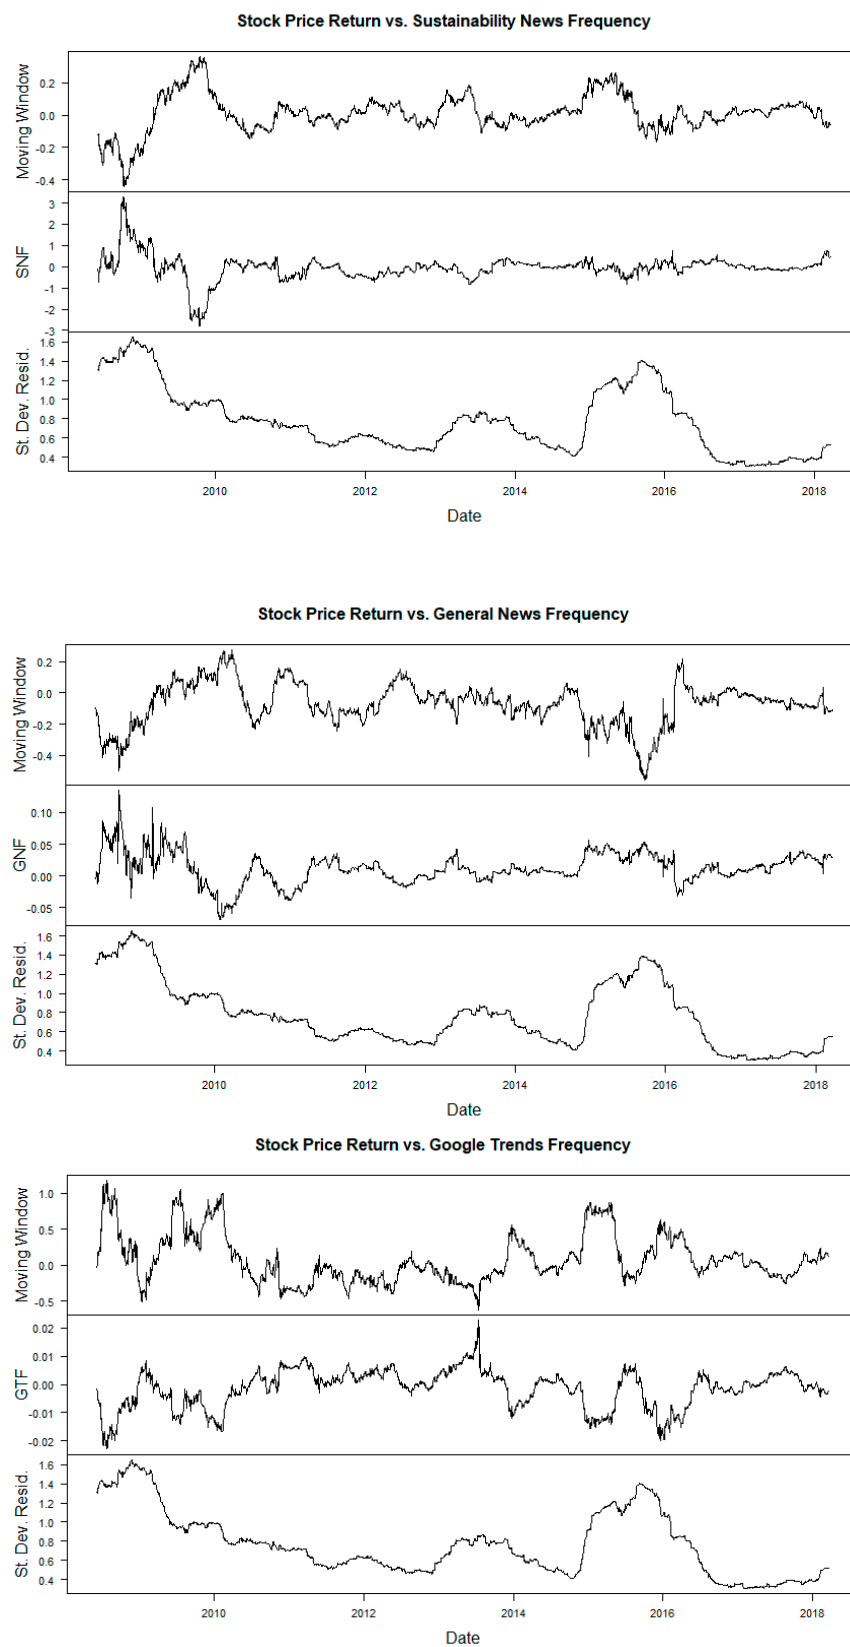 Stock Price Return vs. Sustainability News Frequency
Moving Window
0.2
0.0
-0.2
-0.4
SNF
3
2
1
0
-1
-2
-3
St. Dev. Resid.
1.6
1.4
1.2
1.0
0.8
0.6
0.4
2010 2012 2014 2016 2018
Date
Stock Price Return vs. General News Frequency
Moving Window
0.2
0.0
-0.2
-0.4
GNF
0.10
0.05
0.00
-0.05
St. Dev. Resid.
1.6
1.4
1.2
1.0
0.8
0.6
0.4
2010 2012 2014 2016 2018
Date
Stock Price Return vs. Google Trends Frequency
Moving Window
1.0
0.5
0.0
-0.5
GTF
0.02
0.01
0.00
-0.01
-0.02
St. Dev. Resid.
1.6
1.4
1.2
1.0
0.8
0.6
0.4
2010 2012 2014 2016 2018
Date